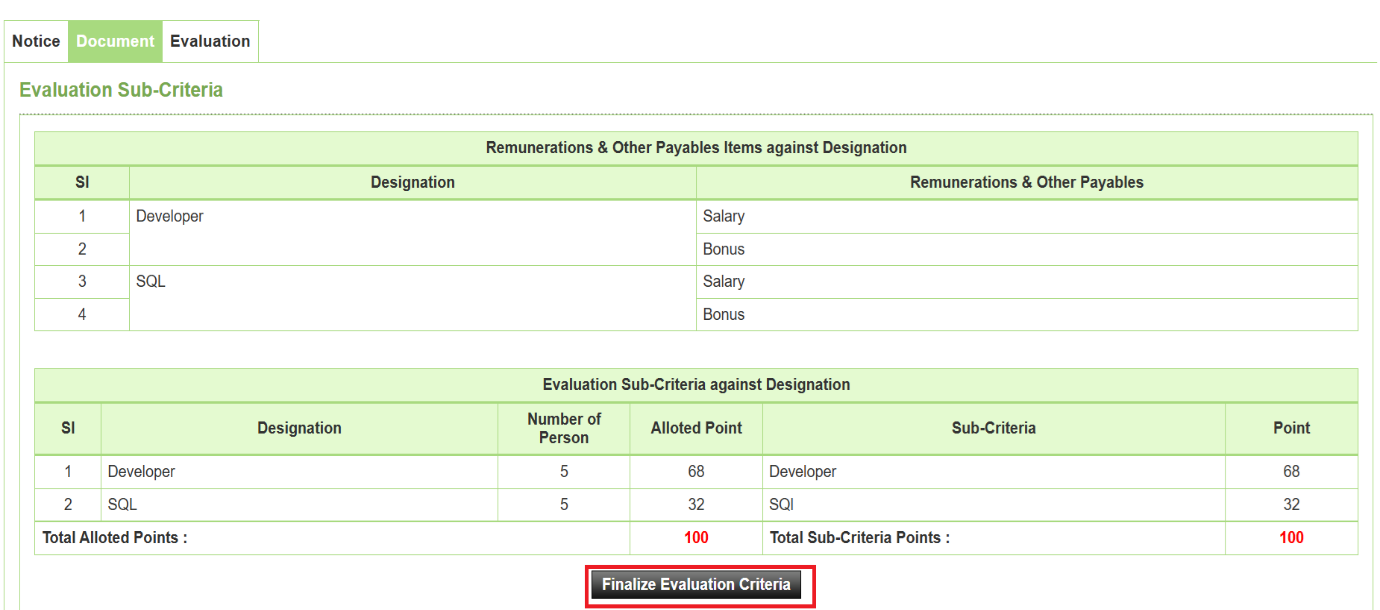 Notice Document Evaluation
Evaluation Sub-Criteria
Remunerations & Other Payables Items against Designation
Sl Designation Remunerations & Other Payables
1 Developer Salary
2 Bonus
3 SQL Salary
4 Bonus
Evaluation Sub-Criteria against Designation
Sl Designation Number of Person Alloted Point Sub-Criteria Point
1 Developer 5 68 Developer 68
2 SQL 5 32 SQl 32
Total Alloted Points : 100 Total Sub-Criteria Points : 100
Finalize Evaluation Criteria